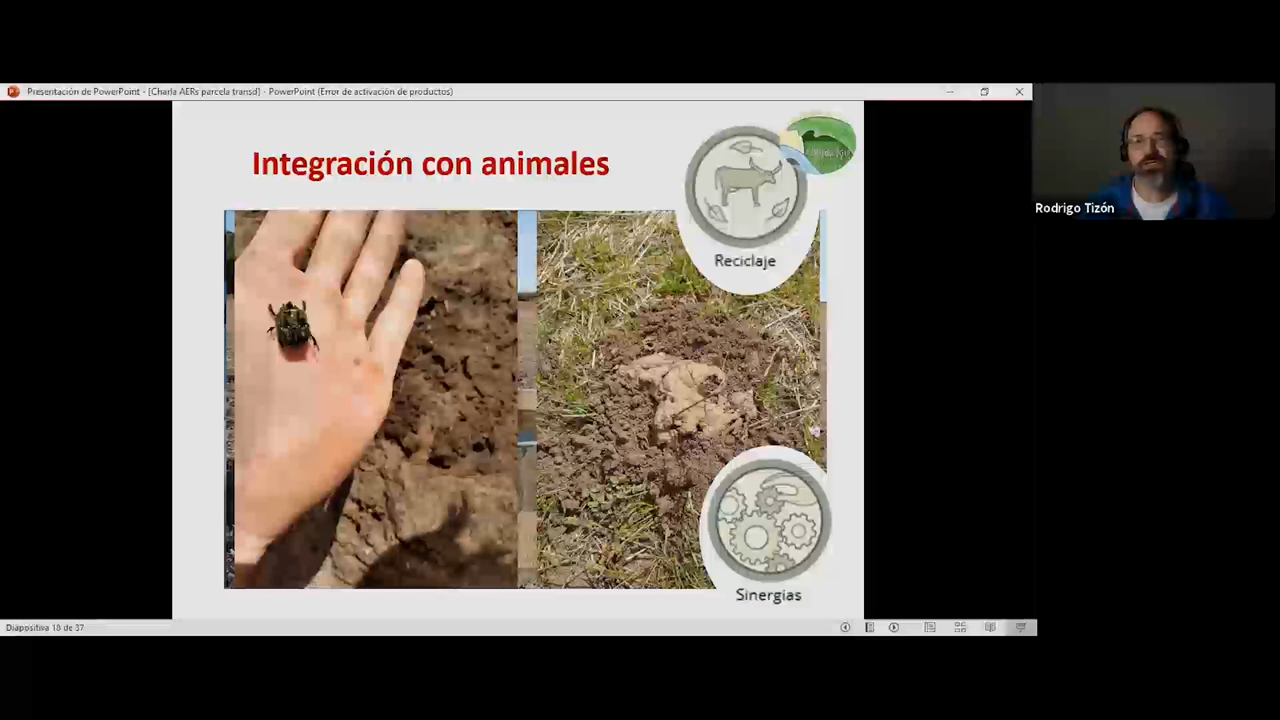 Presentación de PowerPoint - [Charla AERs parcela transd] - PowerPoint (Error de activación de productos)
Integración con animales
Reciclaje
Sinergias
Rodrigo Tizón
Diapositiva 18 de 37